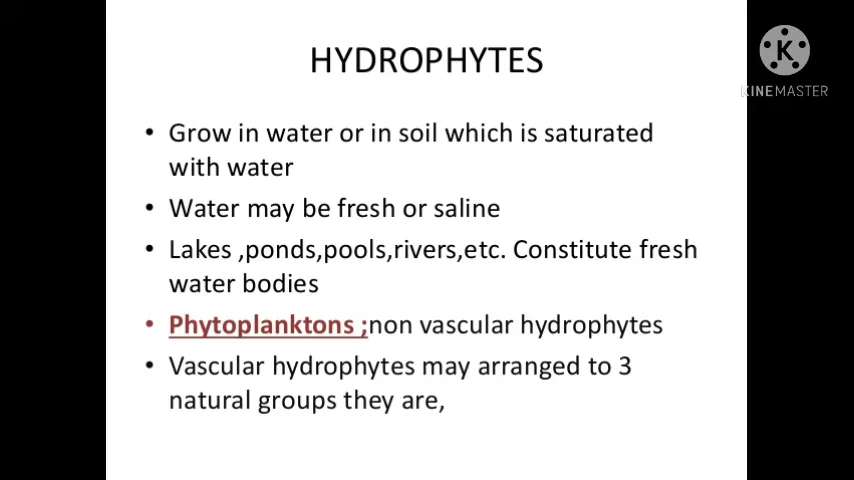 HYDROPHYTES
K
KINEMASTER
• Grow in water or in soil which is saturated
with water
• Water may be fresh or saline
• Lakes ,ponds,pools,rivers,etc. Constitute fresh
water bodies
• Phytoplanktons ;non vascular hydrophytes
• Vascular hydrophytes may arranged to 3
natural groups they are,